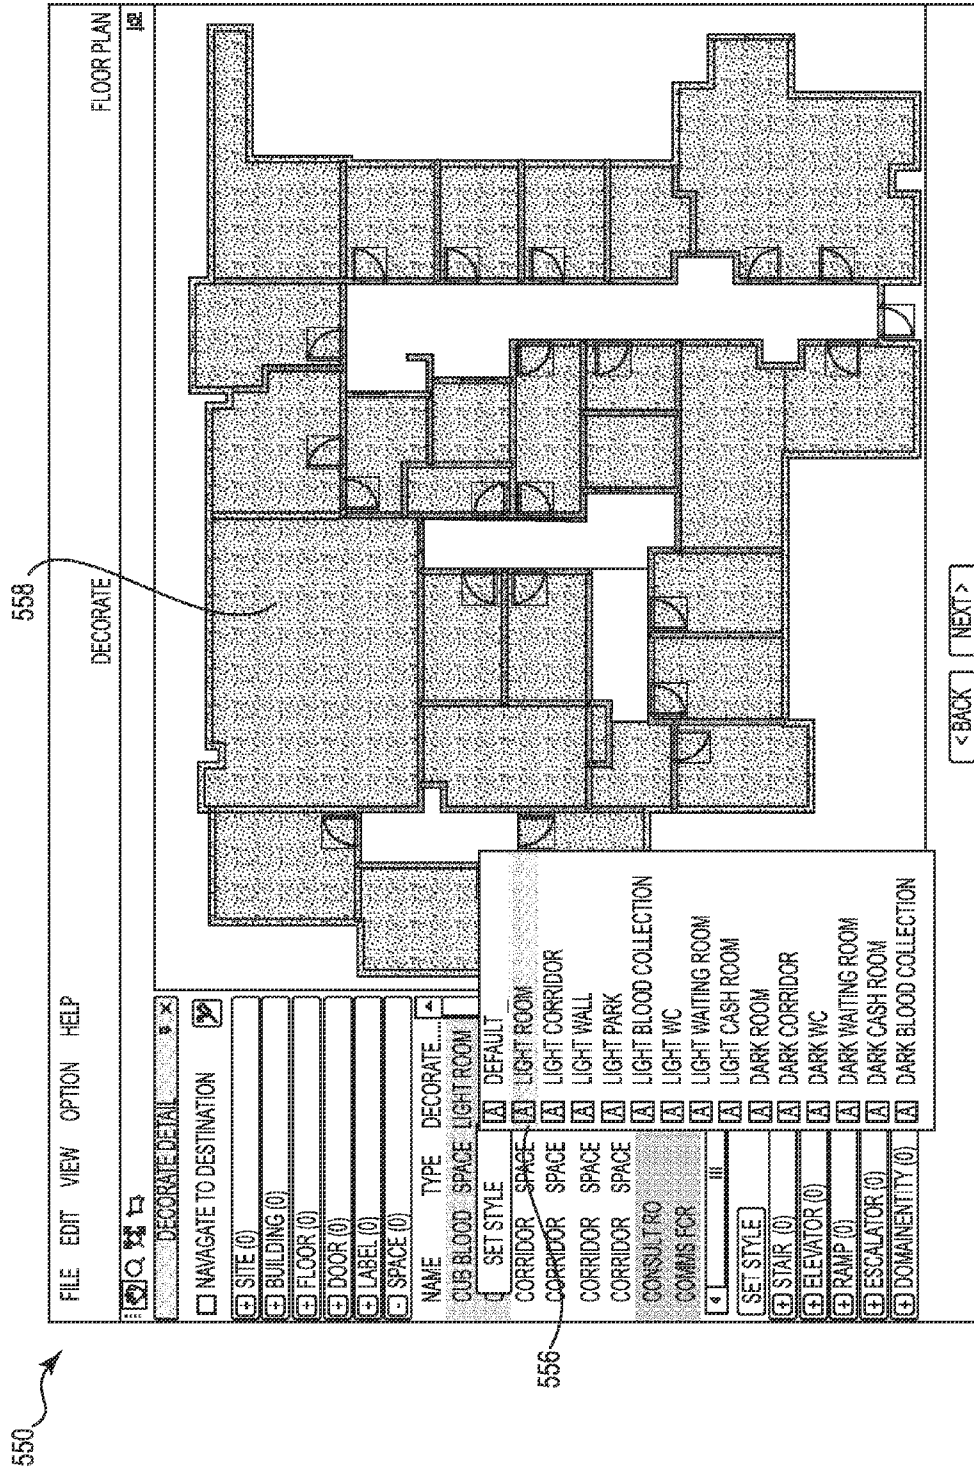 550
558
DECORATE
FLOOR PLAN
FILE EDIT VIEW OPTION HELP
DECORATE DETAIL
NAVAGATE TO DESTINATION
+ SITE (0)
+ BUILDING (0)
+ FLOOR (0)
+ DOOR (0)
+ LABEL (0)
- SPACE (0)
NAME TYPE DECORATE...
CUB BLOOD SPACE LIGHT ROOM
SET STYLE
CORRIDOR SPACE
CORRIDOR SPACE
CORRIDOR SPACE
CORRIDOR SPACE
CONSULT RO
COMMS FCR
SET STYLE
+ STAIR (0)
+ ELEVATOR (0)
+ RAMP (0)
+ ESCALATOR (0)
+ DOMAINENTITY (0)
A DEFAULT
A LIGHT ROOM
A LIGHT CORRIDOR
A LIGHT WALL
A LIGHT PARK
A LIGHT BLOOD COLLECTION
A LIGHT WC
A LIGHT WAITING ROOM
A LIGHT CASH ROOM
A DARK ROOM
A DARK CORRIDOR
A DARK WC
A DARK WAITING ROOM
A DARK CASH ROOM
A DARK BLOOD COLLECTION
556
< BACK NEXT >